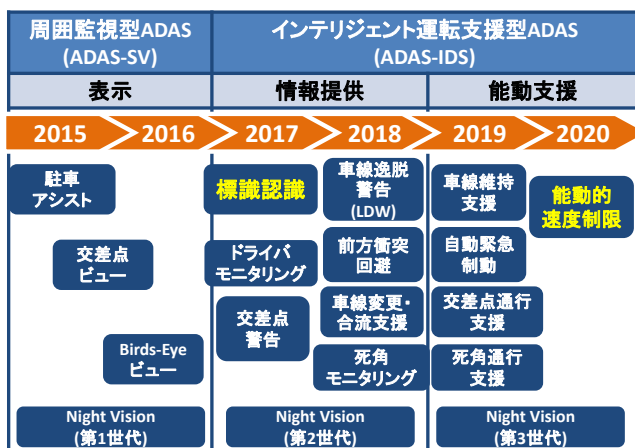 周囲監視型ADAS
(ADAS-SV)
インテリジェント運転支援型ADAS
(ADAS-IDS)
表示
情報提供
能動支援
2015
2016
2017
2018
2019
2020
駐車
アシスト
交差点
ビュー
Birds-Eye
ビュー
標識認識
ドライバ
モニタリング
交差点
警告
車線逸脱
警告
(LDW)
前方衝突
回避
車線変更・
合流支援
死角
モニタリング
車線維持
支援
自動緊急
制動
交差点通行
支援
死角通行
支援
能動的
速度制限
Night Vision
(第1世代)
Night Vision
(第2世代)
Night Vision
(第3世代)